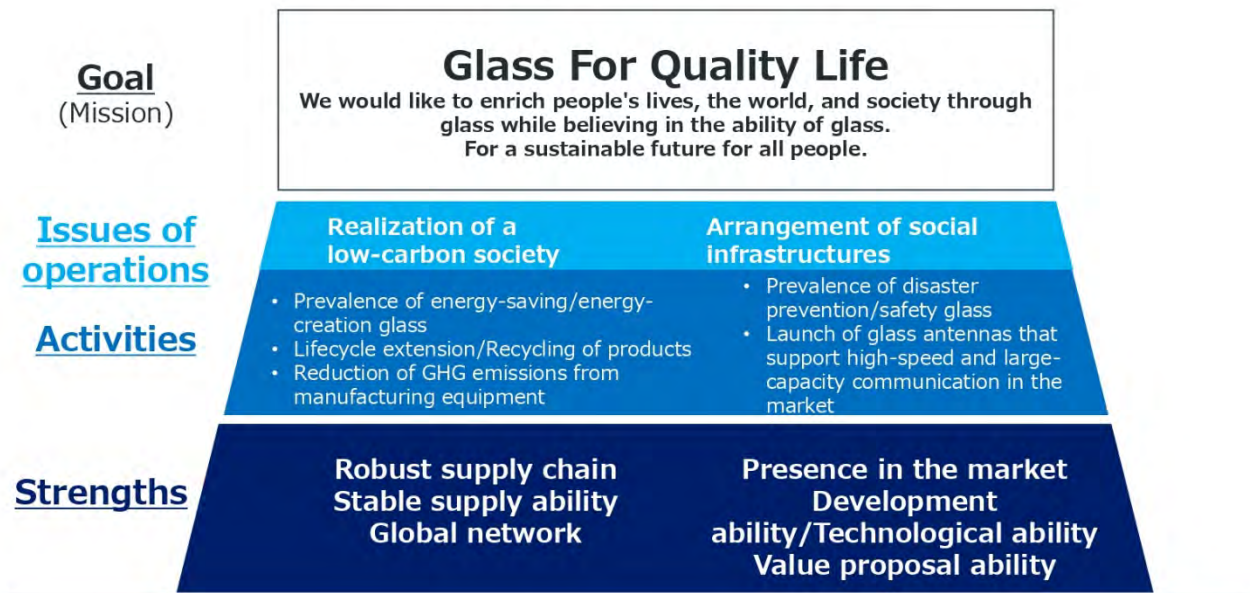 Goal
(Mission)
Glass For Quality Life
We would like to enrich people's lives, the world, and society through
glass while believing in the ability of glass.
For a sustainable future for all people.
Issues of
operations
Realization of a
low-carbon society
Arrangement of social
infrastructures
Activities
• Prevalence of energy-saving/energy-
creation glass
• Lifecycle extension/Recycling of products
• Reduction of GHG emissions from
manufacturing equipment
• Prevalence of disaster
prevention/safety glass
• Launch of glass antennas that
support high-speed and large-
capacity communication in the
market
Strengths
Robust supply chain
Stable supply ability
Global network
Presence in the market
Development
ability/Technological ability
Value proposal ability